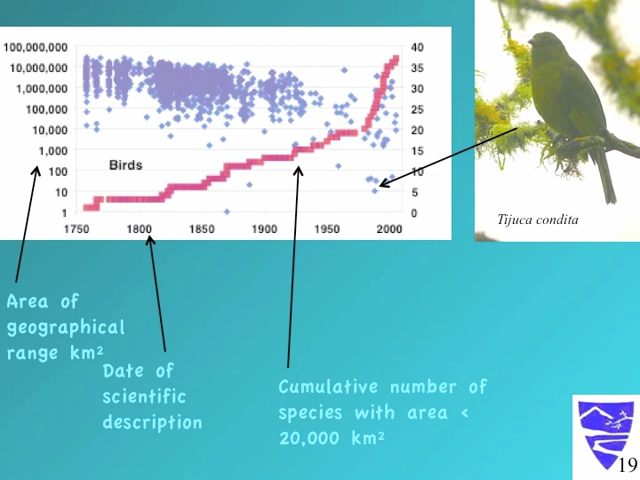 100,000,000
10,000,000
1,000,000
100,000
10,000
1,000
100
10
1
40
35
30
25
20
15
10
5
0
Birds
1750 1800 1850 1900 1950 2000
Tijuca condita
Area of
geographical
range km²
Date of
scientific
description
Cumulative number of
species with area <
20,000 km²
19